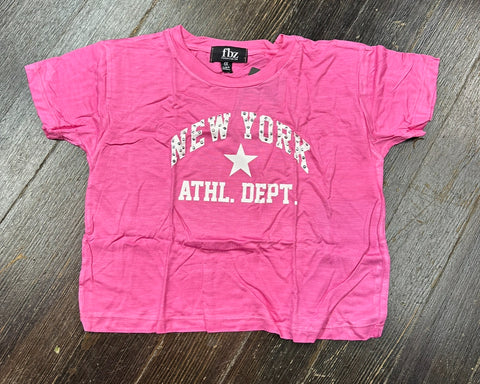 fbz
NEW YORK
ATHL. DEPT.